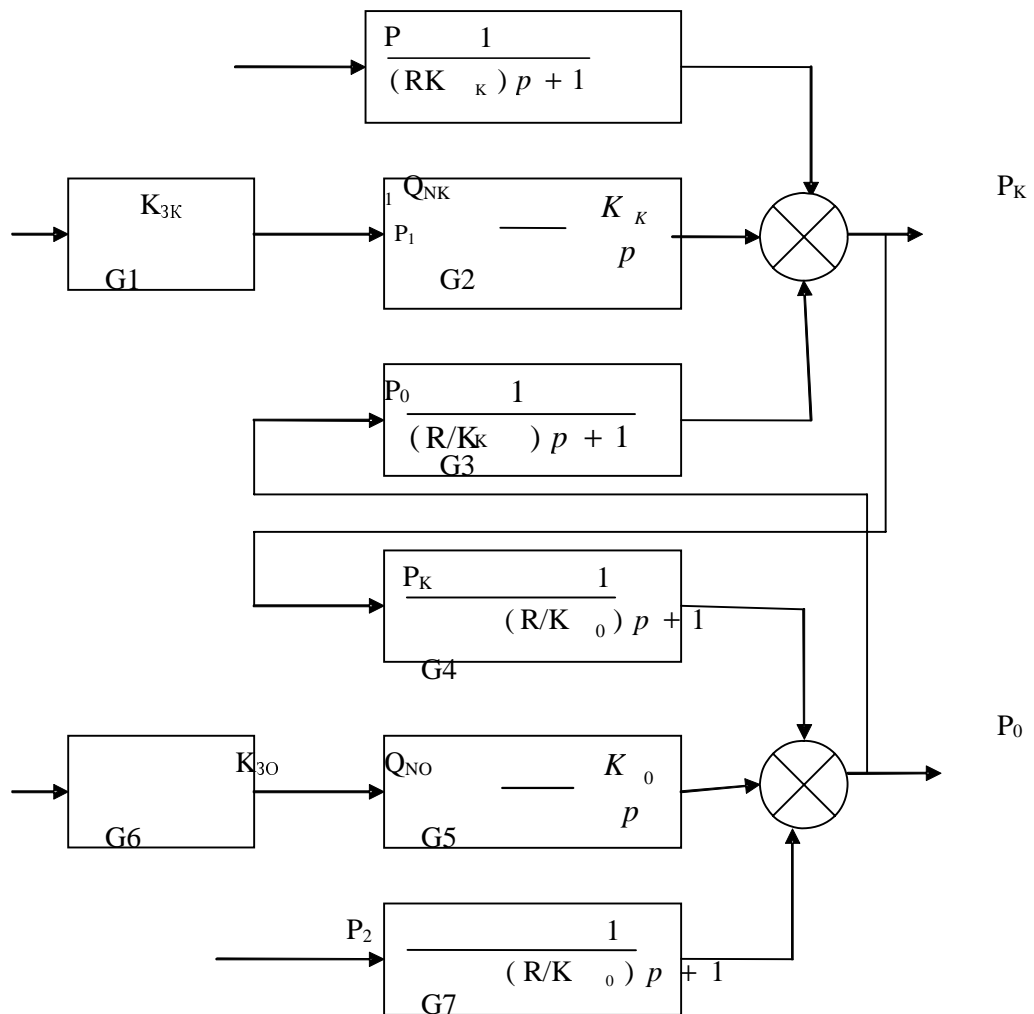 P 1
(RK K) p + 1
1 QNK KK PK
K3K
P1 p
G1 G2
P0 1
(R/KK) p + 1
G3
PK 1
(R/K 0) p + 1
G4
P0
K3O QNO K 0
p
G6 G5
P2 1
(R/K 0) p + 1
G7